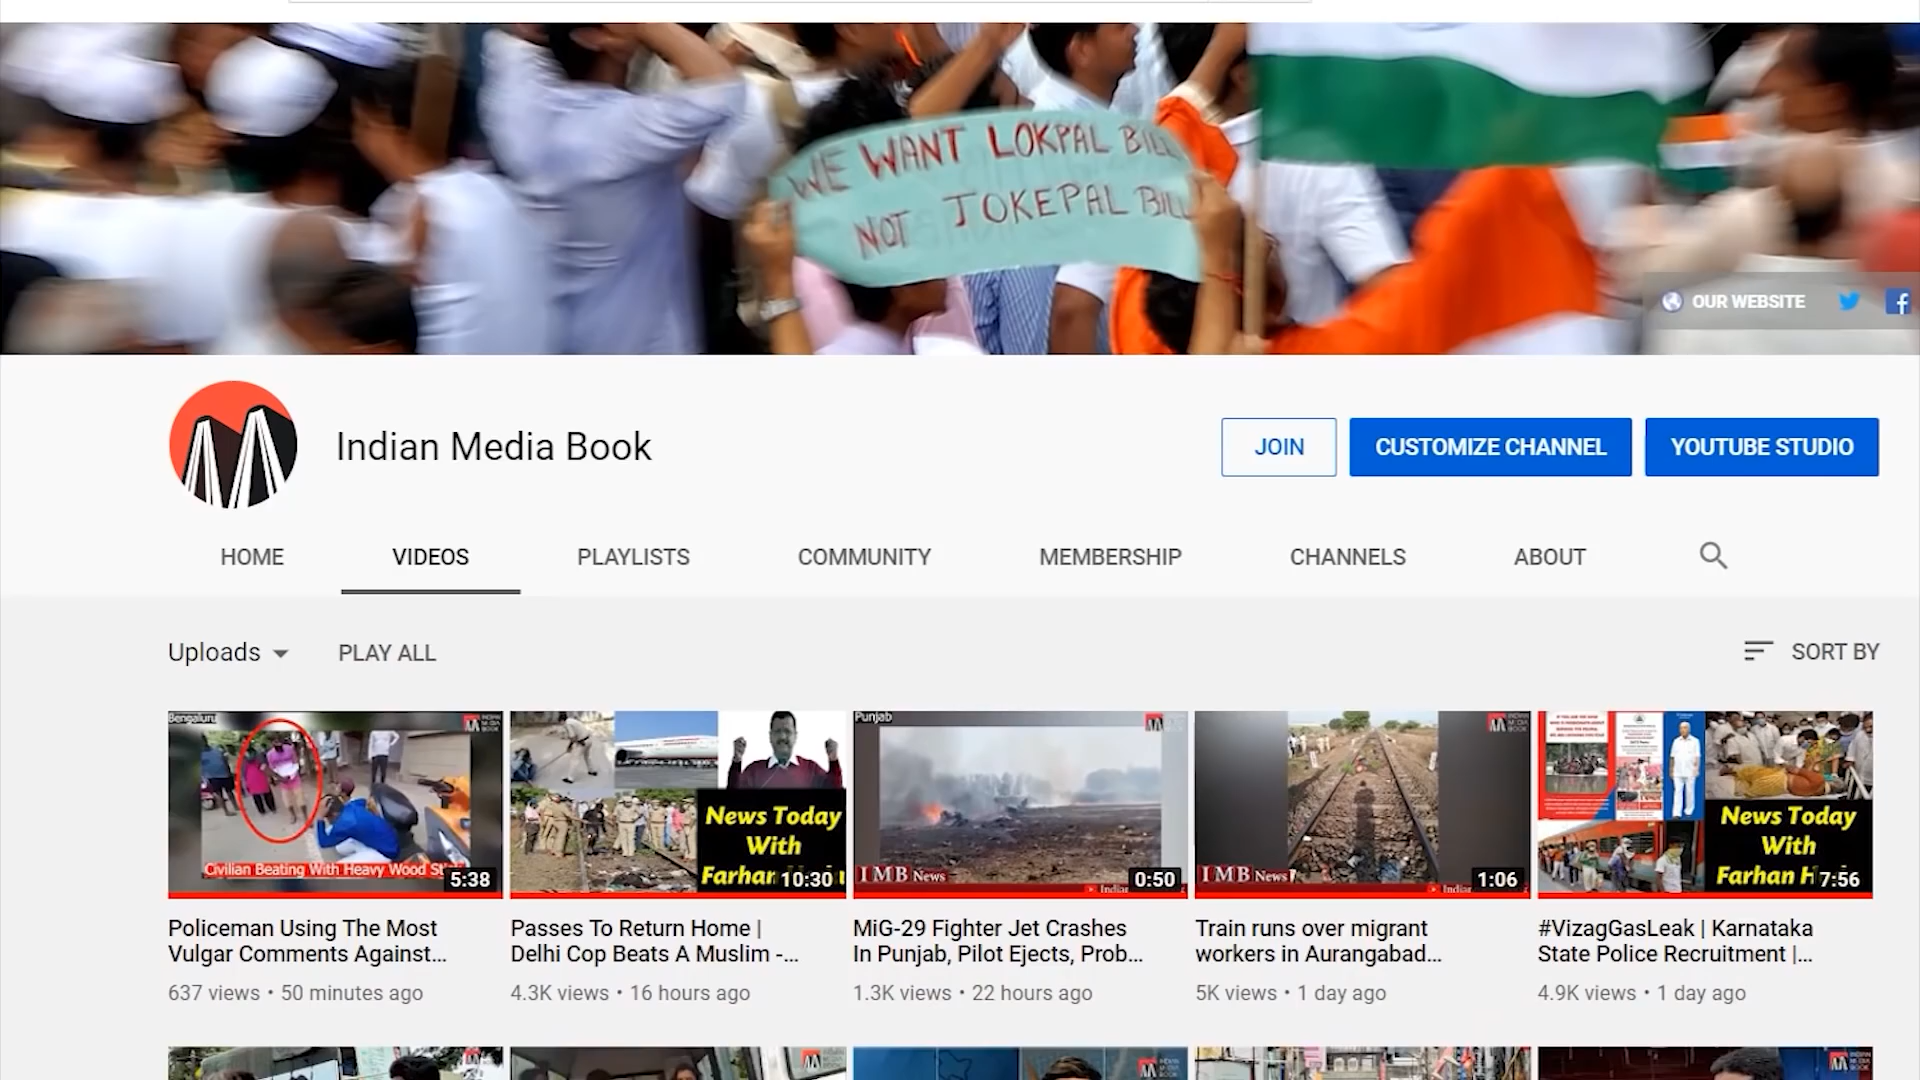 WE WANT LOKPAL BILL
NOT JOKEPAL BILL
OUR WEBSITE
Indian Media Book
JOIN
CUSTOMIZE CHANNEL
YOUTUBE STUDIO
HOME
VIDEOS
PLAYLISTS
COMMUNITY
MEMBERSHIP
CHANNELS
ABOUT
Uploads
PLAY ALL
SORT BY
Bengaluru
Civilian Beating With Heavy Wood
5:38
Policeman Using The Most
Vulgar Comments Against...
637 views • 50 minutes ago
News Today
With
Farhan
10:30
Passes To Return Home |
Delhi Cop Beats A Muslim -...
4.3K views • 16 hours ago
Punjab
IMB News
0:50
MiG-29 Fighter Jet Crashes
In Punjab, Pilot Ejects, Prob...
1.3K views • 22 hours ago
IMB News
1:06
Train runs over migrant
workers in Aurangabad...
5K views • 1 day ago
News Today
With
Farhan H
7:56
#VizagGasLeak | Karnataka
State Police Recruitment |...
4.9K views • 1 day ago